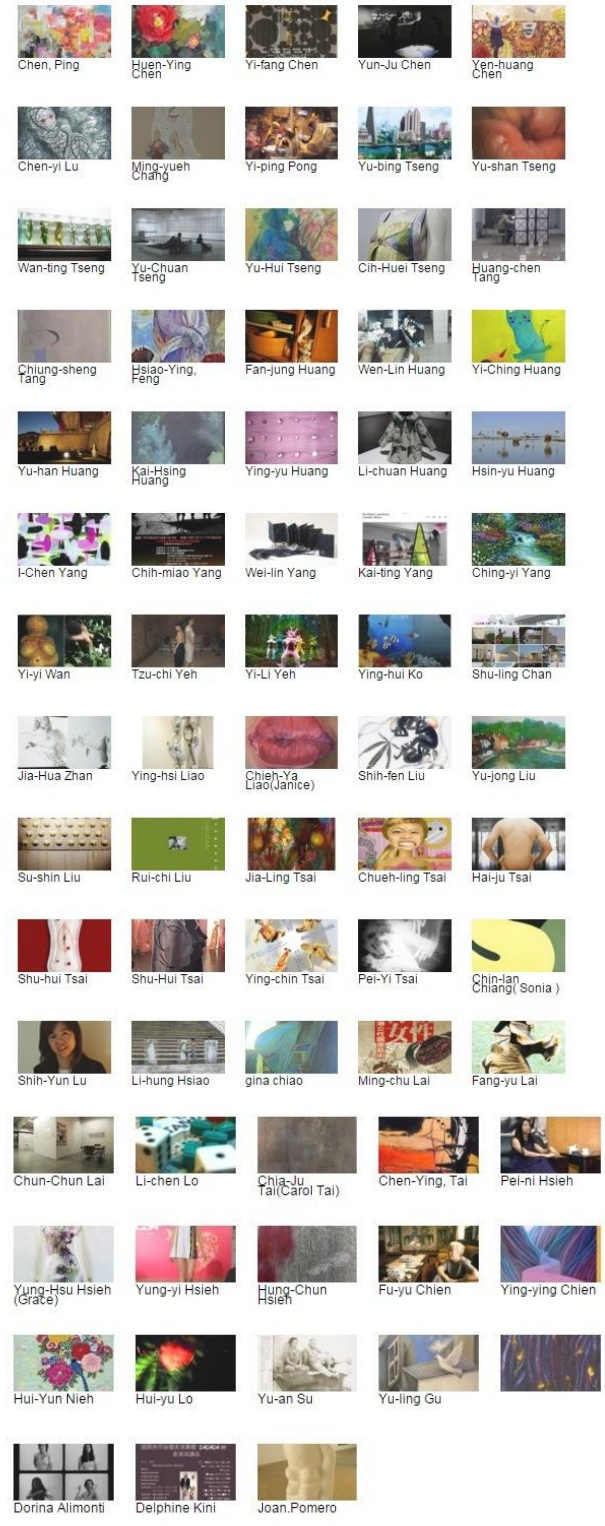 Chen, Ping
Huen-Ying
Chen
Yi-fang Chen
Yun-Ju Chen
Yen-huang
Chen
Chen-yi Lu
Ming-yueh
Chang
Yi-ping Pong
Yu-bing Tseng
Yu-shan Tseng
Wan-ting Tseng
Yu-Chuan
Tseng
Yu-Hui Tseng
Cih-Huei Tseng
Huang-chen
Tang
Chiung-sheng
Tang
Hsiao-Ying,
Feng
Fan-jung Huang
Wen-Lin Huang
Yi-Ching Huang
Yu-han Huang
Kai-Hsing
Huang
Ying-yu Huang
Li-chuan Huang
Hsin-yu Huang
I-Chen Yang
Chih-miao Yang
Wei-lin Yang
Kai-ting Yang
Ching-yi Yang
Yi-yi Wan
Tzu-chi Yeh
Yi-Li Yeh
Ying-hui Ko
Shu-ling Chan
Jia-Hua Zhan
Ying-hsi Liao
Chieh-Ya
Liao(Janice)
Shih-fen Liu
Yu-jong Liu
Su-shin Liu
Rui-chi Liu
Jia-Ling Tsai
Chueh-ling Tsai
Hai-ju Tsai
Shu-hui Tsai
Shu-Hui Tsai
Ying-chin Tsai
Pei-Yi Tsai
Chin-lan
Chiang( Sonia )
Shih-Yun Lu
Li-hung Hsiao
gina chiao
女性
Ming-chu Lai
Fang-yu Lai
Chun-Chun Lai
Li-chen Lo
Chia-Ju
Tai(Carol Tai)
Chen-Ying, Tai
Pei-ni Hsieh
Yung-Hsu Hsieh
(Grace)
Yung-yi Hsieh
Hung-Chun
Hsieh
Fu-yu Chien
Ying-ying Chien
Hui-Yun Nieh
Hui-yu Lo
Yu-an Su
Yu-ling Gu
Dorina Alimonti
Delphine Kini
Joan.Pomero